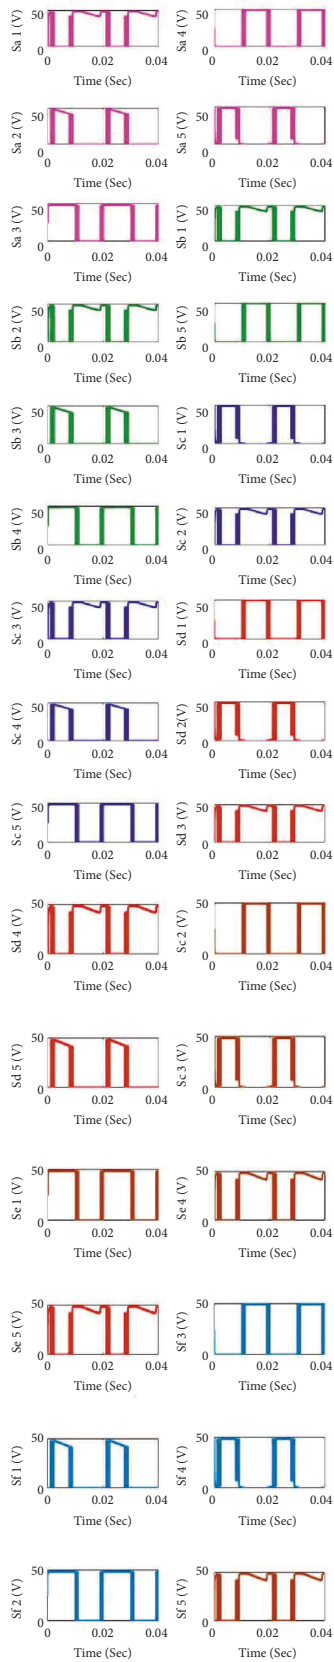 Sa 1 (V)
50
0
0
0.02
0.04
Time (Sec)
Sa 4 (V)
50
0
0
0.02
0.04
Time (Sec)
Sa 2 (V)
50
0
0
0.02
0.04
Time (Sec)
Sa 5 (V)
50
0
0
0.02
0.04
Time (Sec)
Sa 3 (V)
50
0
0
0.02
0.04
Time (Sec)
Sb 1 (V)
50
0
0
0.02
0.04
Time (Sec)
Sb 2 (V)
50
0
0
0.02
0.04
Time (Sec)
Sb 5 (V)
50
0
0
0.02
0.04
Time (Sec)
Sb 3 (V)
50
0
0
0.02
0.04
Time (Sec)
Sc 1 (V)
50
0
0
0.02
0.04
Time (Sec)
Sb 4 (V)
50
0
0
0.02
0.04
Time (Sec)
Sc 2 (V)
50
0
0
0.02
0.04
Time (Sec)
Sc 3 (V)
50
0
0
0.02
0.04
Time (Sec)
Sd 1 (V)
50
0
0
0.02
0.04
Time (Sec)
Sc 4 (V)
50
0
0
0.02
0.04
Time (Sec)
Sd 2(V)
50
0
0
0.02
0.04
Time (Sec)
Sc 5 (V)
50
0
0
0.02
0.04
Time (Sec)
Sd 3 (V)
50
0
0
0.02
0.04
Time (Sec)
Sd 4 (V)
50
0
0
0.02
0.04
Time (Sec)
Sc 2 (V)
50
0
0
0.02
0.04
Time (Sec)
Sd 5 (V)
50
0
0
0.02
0.04
Time (Sec)
Sc 3 (V)
50
0
0
0.02
0.04
Time (Sec)
Se 1 (V)
50
0
0
0.02
0.04
Time (Sec)
Se 4 (V)
50
0
0
0.02
0.04
Time (Sec)
Se 5 (V)
50
0
0
0.02
0.04
Time (Sec)
Sf 3 (V)
50
0
0
0.02
0.04
Time (Sec)
Sf 1 (V)
50
0
0
0.02
0.04
Time (Sec)
Sf 4 (V)
50
0
0
0.02
0.04
Time (Sec)
Sf 2 (V)
50
0
0
0.02
0.04
Time (Sec)
Sf 5 (V)
50
0
0
0.02
0.04
Time (Sec)